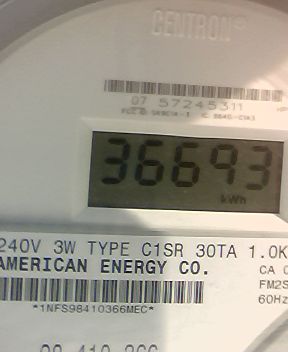 CENTRON®
07 57245311
36693
kWh
240V 3W TYPE C1SR 30TA 1.0K
AMERICAN ENERGY CO.
CA 0
FM2S
60Hz
*1NFS98410366MEC*